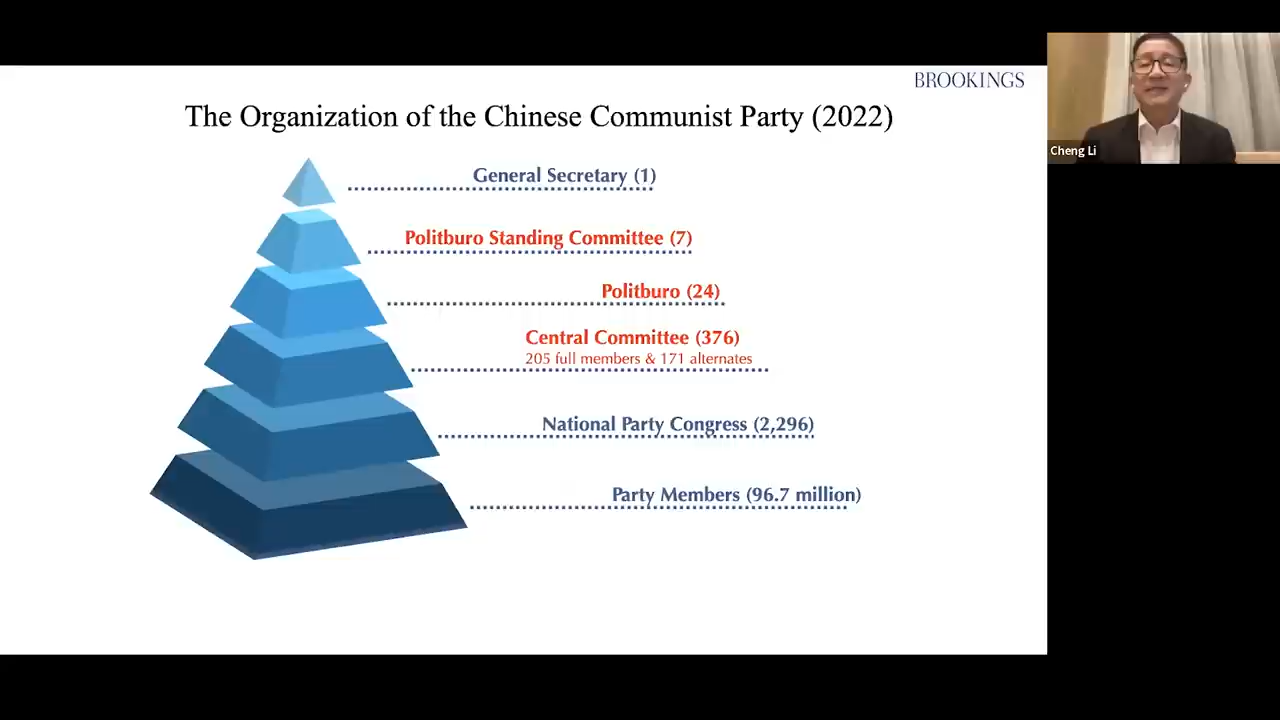 BROOKINGS
The Organization of the Chinese Communist Party (2022)
General Secretary (1)
Politburo Standing Committee (7)
Politburo (24)
Central Committee (376)
205 full members & 171 alternates
National Party Congress (2,296)
Party Members (96.7 million)
Cheng Li